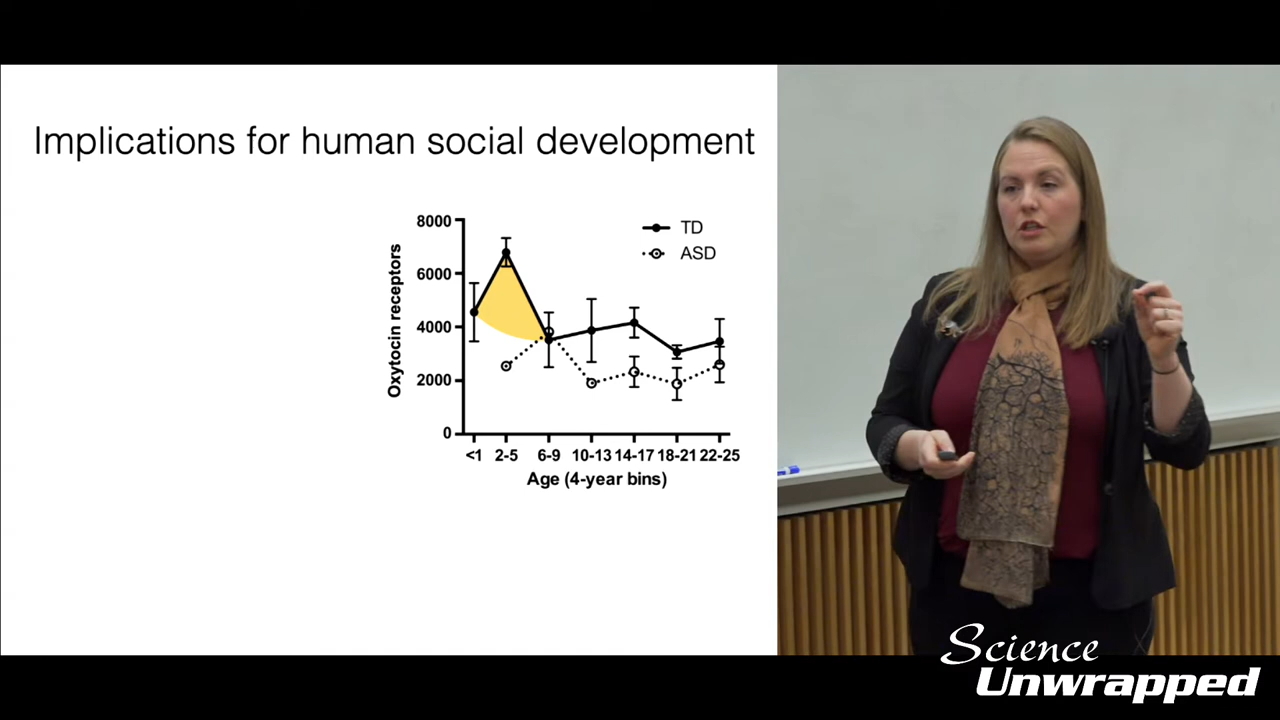 Implications for human social development
8000
6000
4000
2000
0
Oxytocin receptors
TD
ASD
<1 2-5 6-9 10-13 14-17 18-21 22-25
Age (4-year bins)
Science
Unwrapped